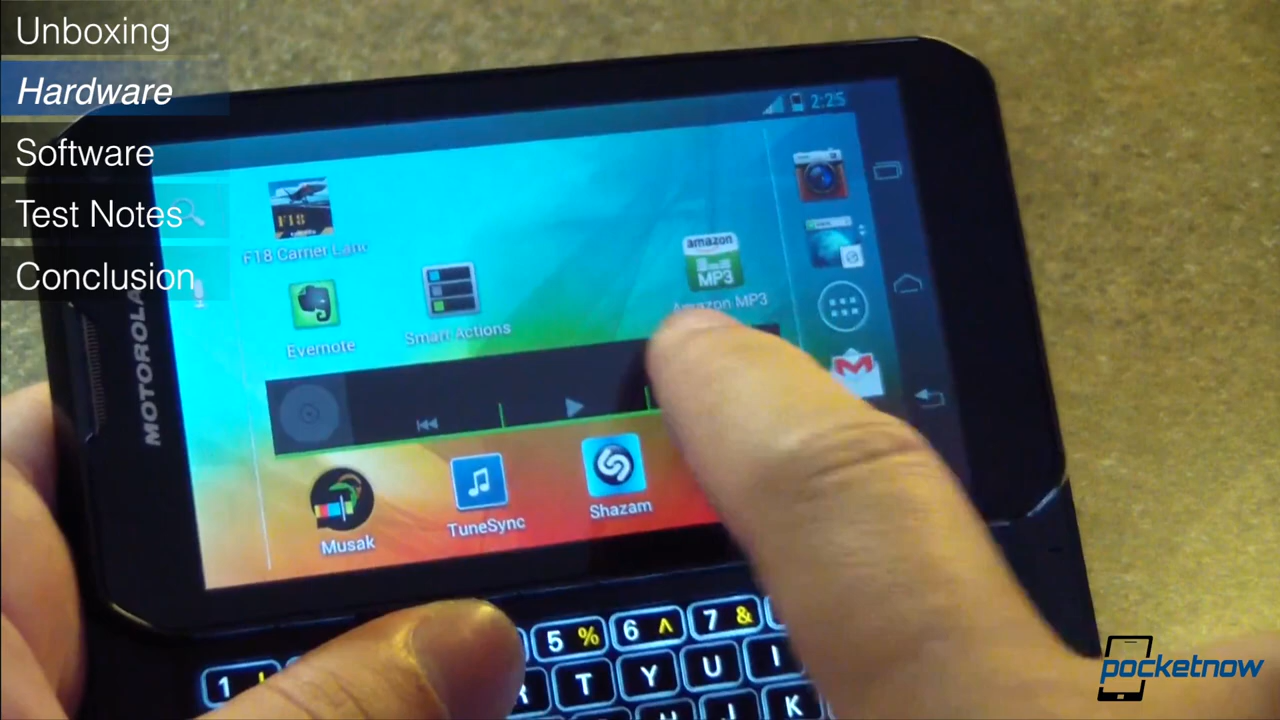 Unboxing
Hardware
Software
Test Notes
Conclusion
MOTOROLA
2:25
F18
F18 Carrier Land
amazon
MP3
Amazon MP3
Evernote
Smart Actions
Musak
TuneSync
Shazam
5 % 6 ^ 7 &
1
R T Y U I
J K
pocketnow